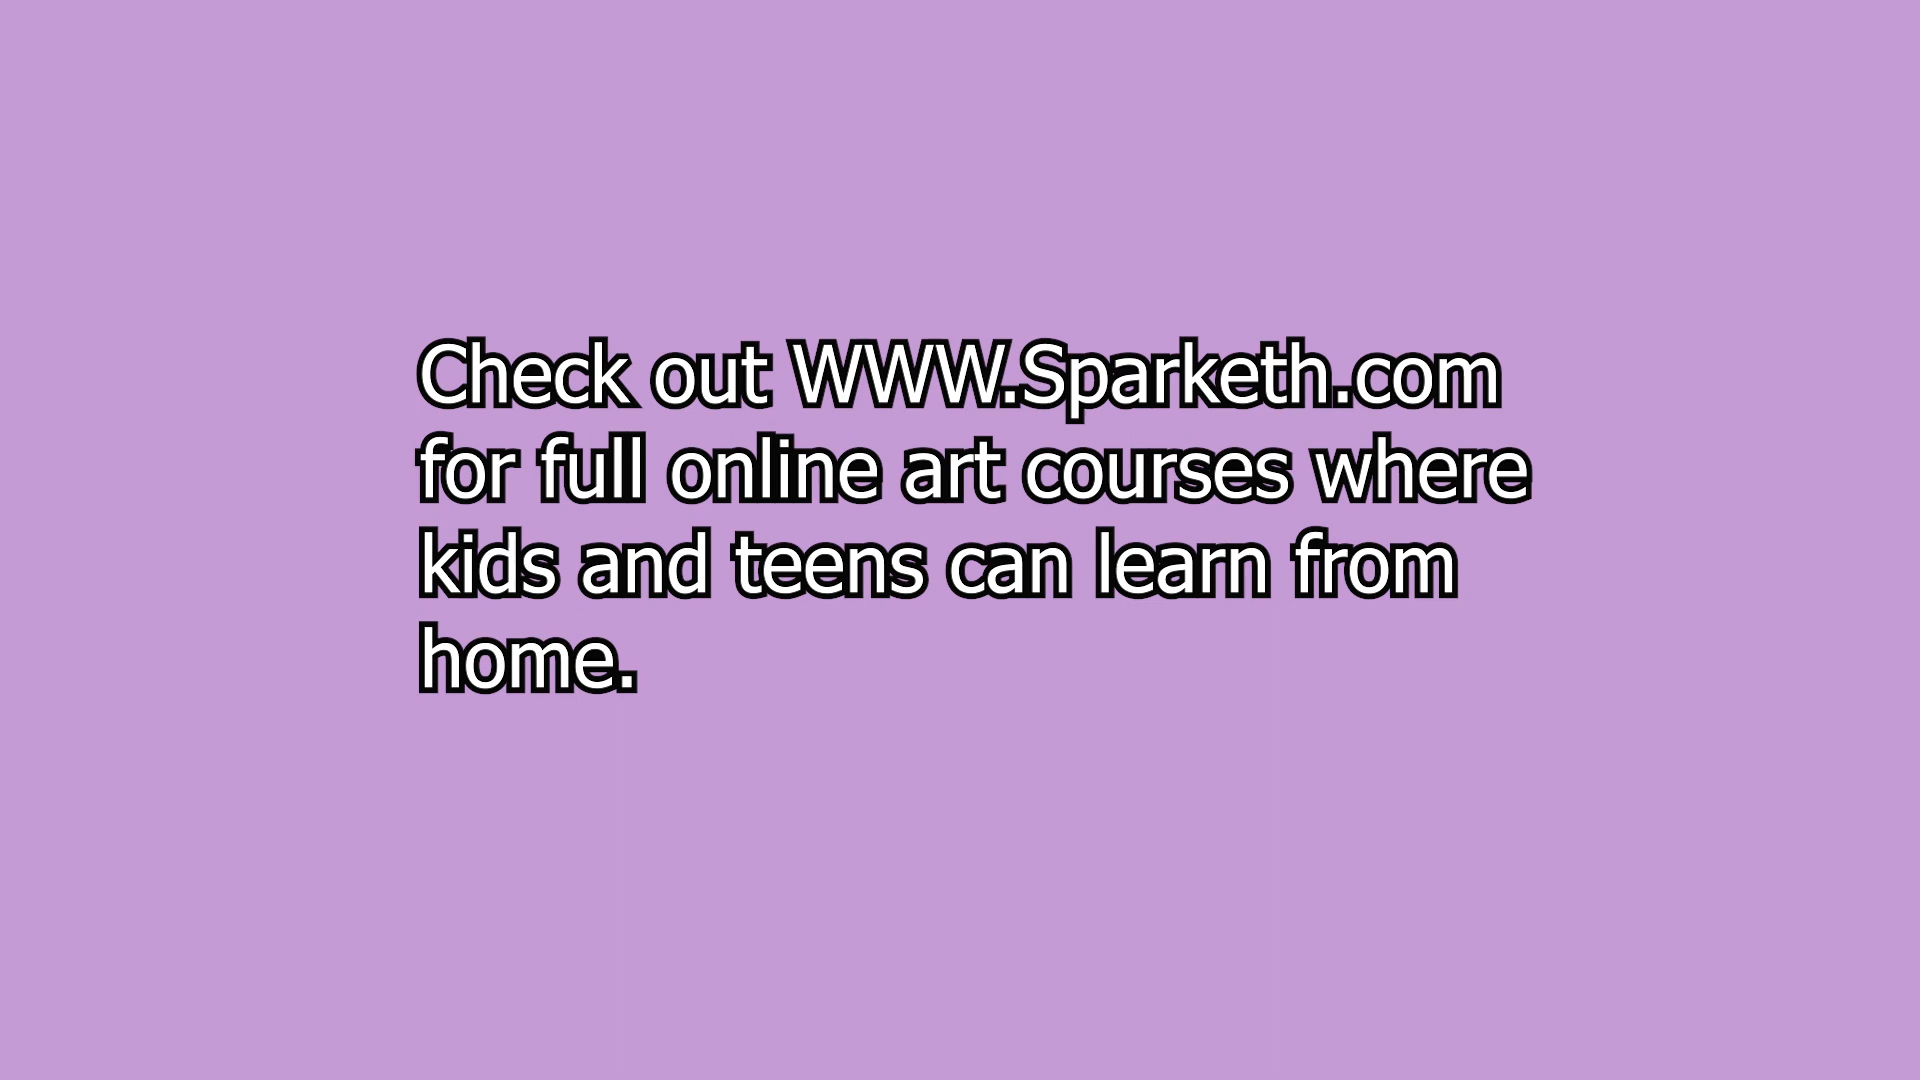 Check out WWW.Sparketh.com
for full online art courses where
kids and teens can learn from
home.